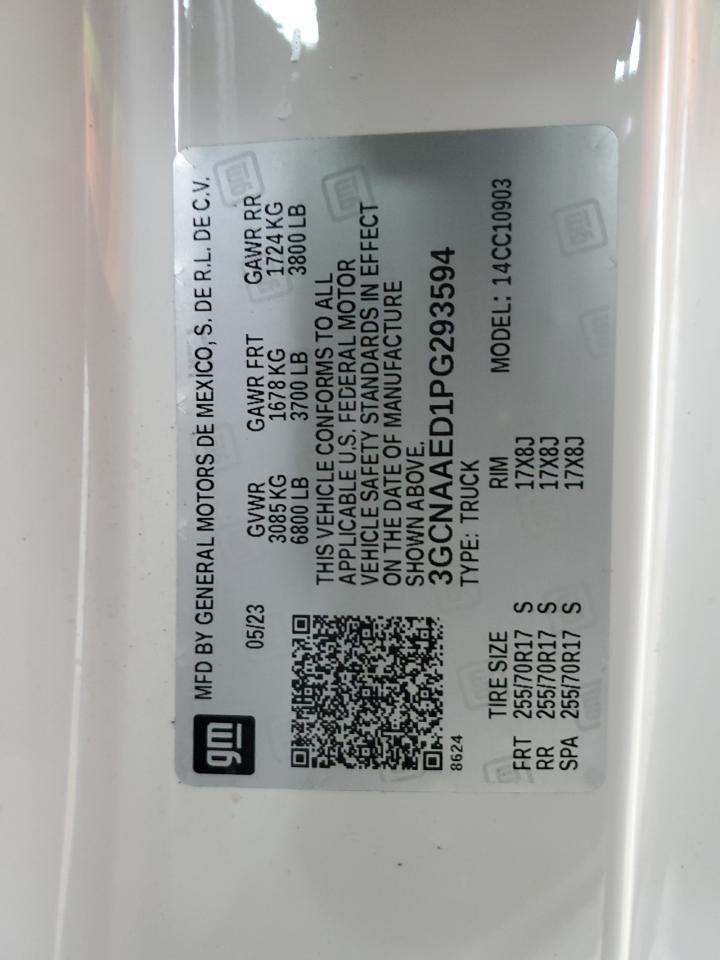 gm MFD BY GENERAL MOTORS DE MEXICO, S. DE R.L. DE C.V.
05/23 GVWR GAWR FRT GAWR RR
3085 KG 1678 KG 1724 KG
6800 LB 3700 LB 3800 LB
THIS VEHICLE CONFORMS TO ALL
APPLICABLE U.S. FEDERAL MOTOR
VEHICLE SAFETY STANDARDS IN EFFECT
ON THE DATE OF MANUFACTURE
SHOWN ABOVE.
3GCNAAED1PG293594
8624 TYPE: TRUCK
MODEL: 14CC10903
TIRE SIZE RIM
FRT 255/70R17 S 17X8J
RR 255/70R17 S 17X8J
SPA 255/70R17 S 17X8J